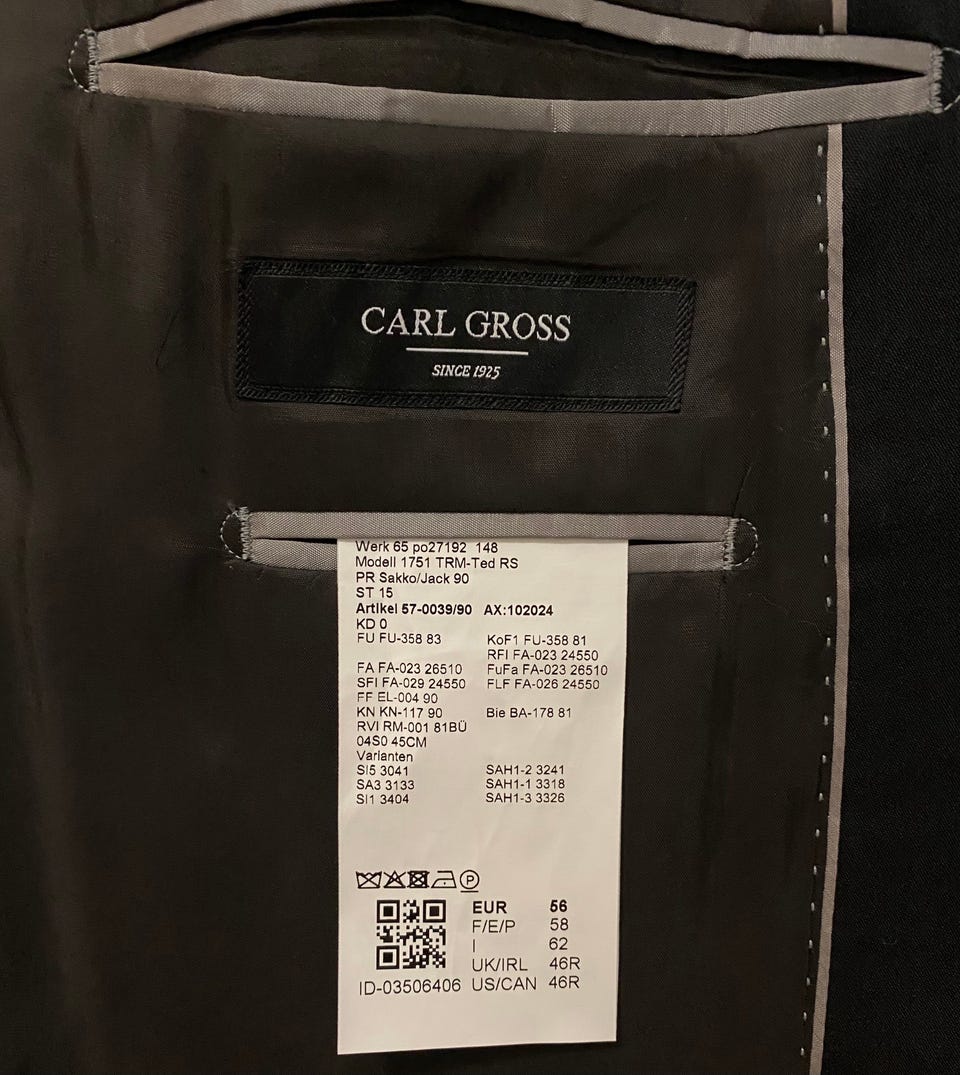 CARL GROSS
SINCE 1925
Werk 65 po27192 148
Modell 1751 TRM-Ted RS
PR Sakko/Jack 90
ST 15
Artikel 57-0039/90 AX:102024
KD 0
FU FU-358 83 KoF1 FU-358 81
RFI FA-023 24550
FA FA-023 26510 FuFa FA-023 26510
SFI FA-029 24550 FLF FA-026 24550
FF EL-004 90
KN KN-117 90 Bie BA-178 81
RVI RM-001 81BÜ
04S0 45CM
Varianten
SI5 3041 SAH1-2 3241
SA3 3133 SAH1-1 3318
SI1 3404 SAH1-3 3326
P
EUR 56
F/E/P 58
I 62
UK/IRL 46R
ID-03506406 US/CAN 46R